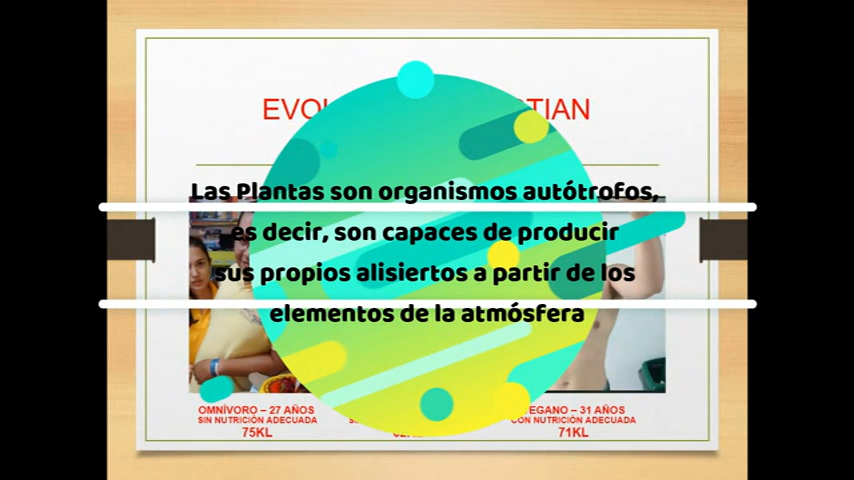 EVOL TIAN
Las Plantas son organismos autótrofos,
es decir, son capaces de producir
sus propios alisiertos a partir de los
elementos de la atmósfera
OMNÍVORO – 27 AÑOS
SIN NUTRICIÓN ADECUADA
75KL
VEGANO – 31 AÑOS
CON NUTRICIÓN ADECUADA
71KL